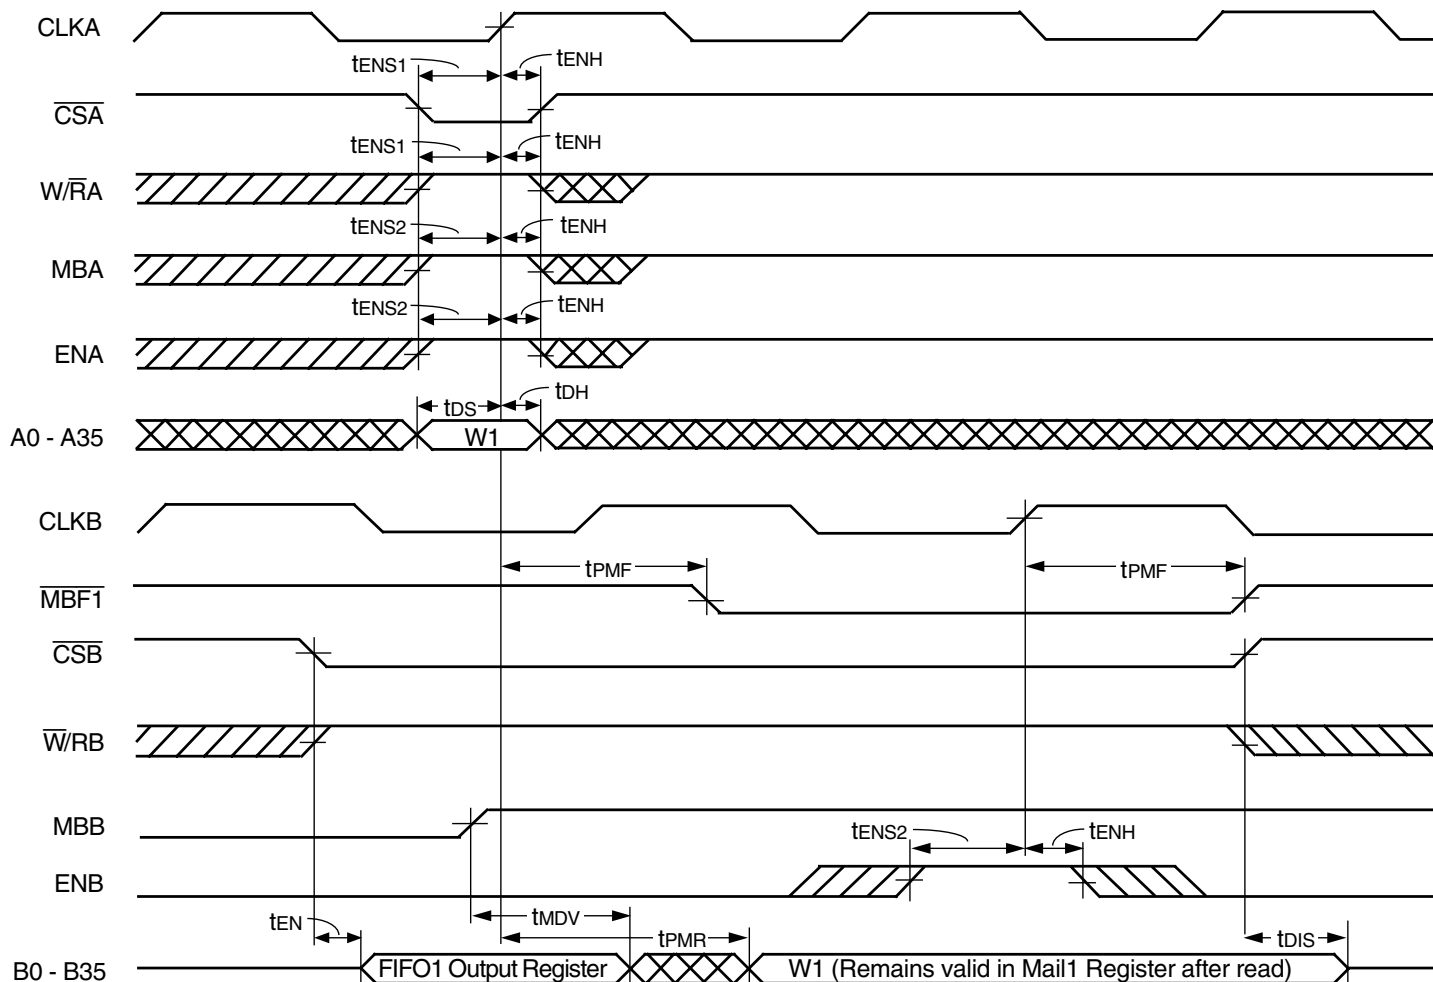 CLKA
tENS1 tENH
CSA
tENS1 tENH
W/RA
tENS2 tENH
MBA
tENS2 tENH
ENA
tDS tDH
A0 - A35 W1
CLKB
tPMF tPMF
MBF1
CSB
W/RB
MBB
tENS2 tENH
ENB
tEN tMDV tPMR tDIS
B0 - B35 FIFO1 Output Register W1 (Remains valid in Mail1 Register after read)